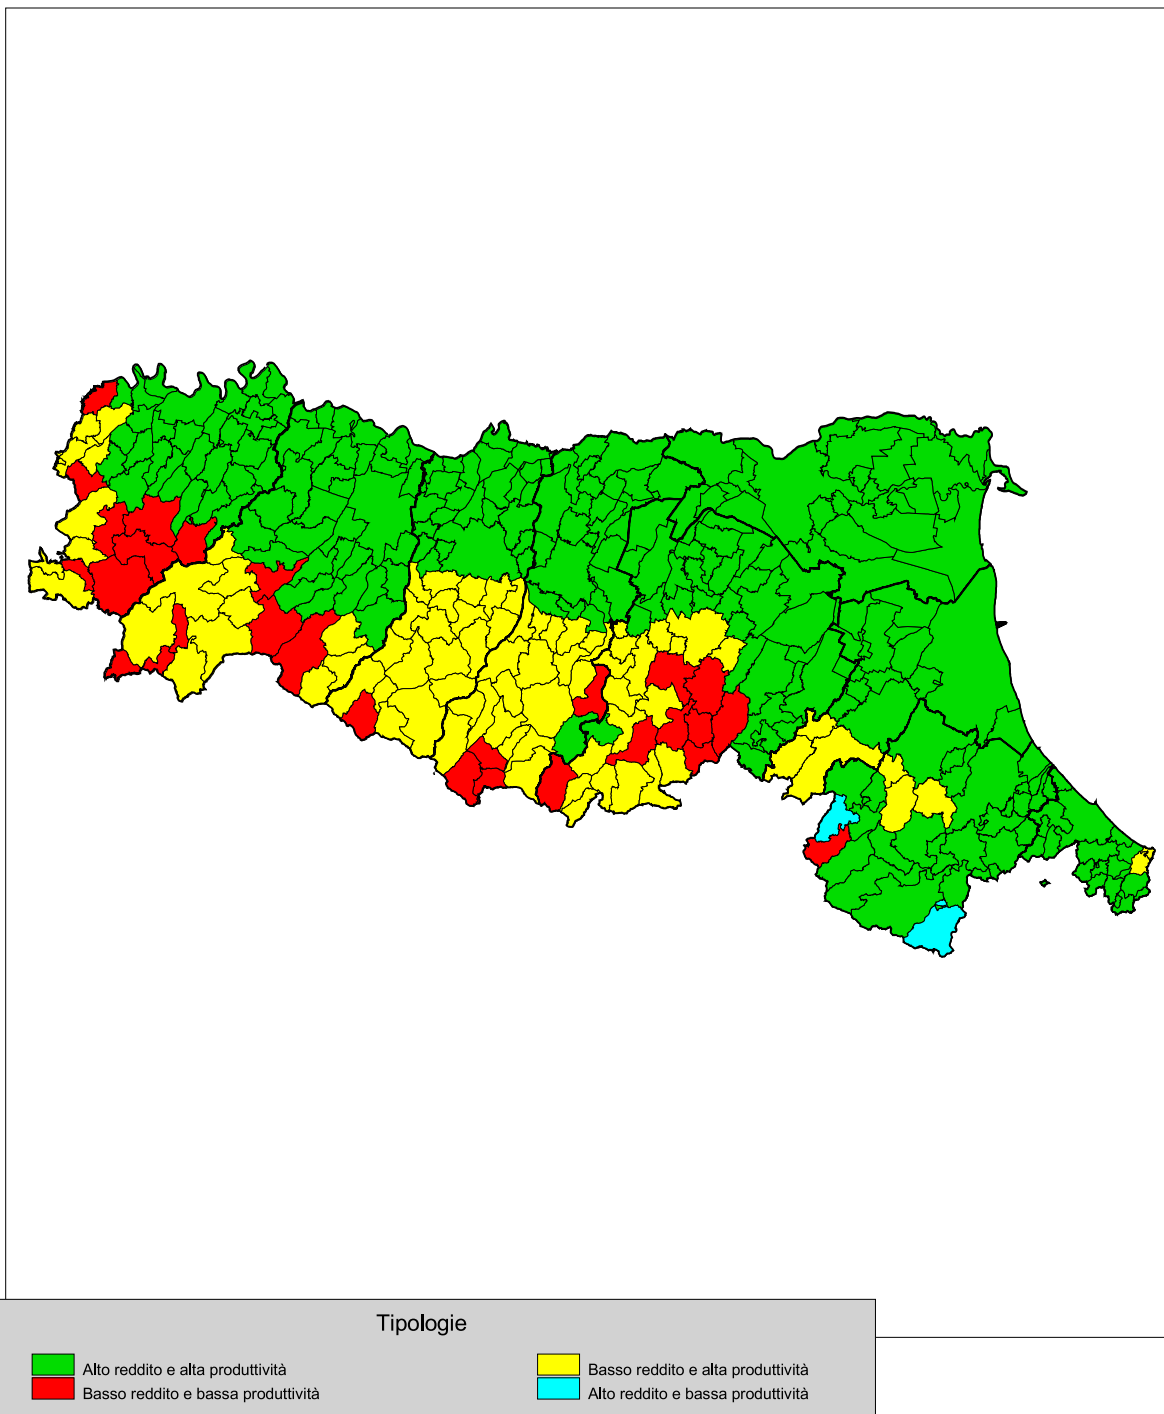 Tipologie
Alto reddito e alta produttività
Basso reddito e alta produttività
Basso reddito e bassa produttività
Alto reddito e bassa produttività